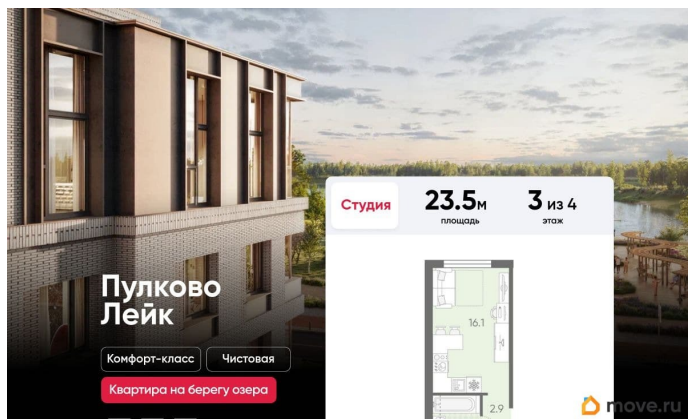 Студия
23.5м
площадь
3 из 4
этаж
Пулково
Лейк
16.1
Комфорт-класс
Чистовая
Квартира на берегу озера
2.9
move.ru